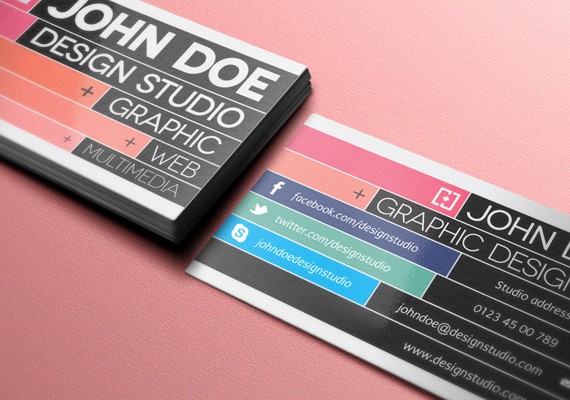 JOHN DOE
DESIGN STUDIO
+ GRAPHIC
+ + WEB
MULTIMEDIA
JOHN D
+ GRAPHIC DESIGN
f facebook.com/designstudio
twitter.com/designstudio
S johndoedesignstudio
Studio address
0123 45 00 789
johndoe@designstudio.com
www.designstudio.com